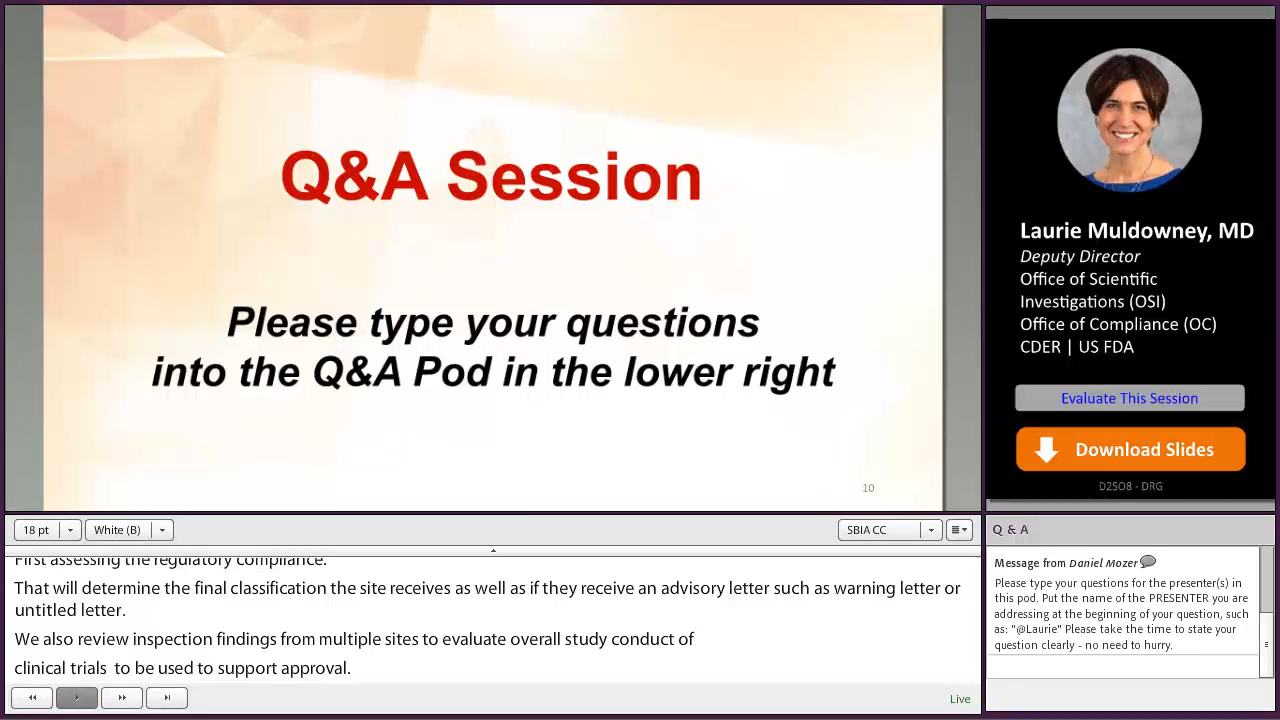 Q&A Session
Please type your questions
into the Q&A Pod in the lower right
10
Laurie Muldowney, MD
Deputy Director
Office of Scientific
Investigations (OSI)
Office of Compliance (OC)
CDER | US FDA
Evaluate This Session
Download Slides
D2S08 - DRG
18 pt
White (B)
SBIA CC
First assessing the regulatory compliance.
That will determine the final classification the site receives as well as if they receive an advisory letter such as warning letter or
untitled letter.
We also review inspection findings from multiple sites to evaluate overall study conduct of
clinical trials to be used to support approval.
Live
Q & A
Message from Daniel Mozer
Please type your questions for the presenter(s) in
this pod. Put the name of the PRESENTER you are
addressing at the beginning of your question, such
as: "@Laurie" Please take the time to state your
question clearly - no need to hurry.